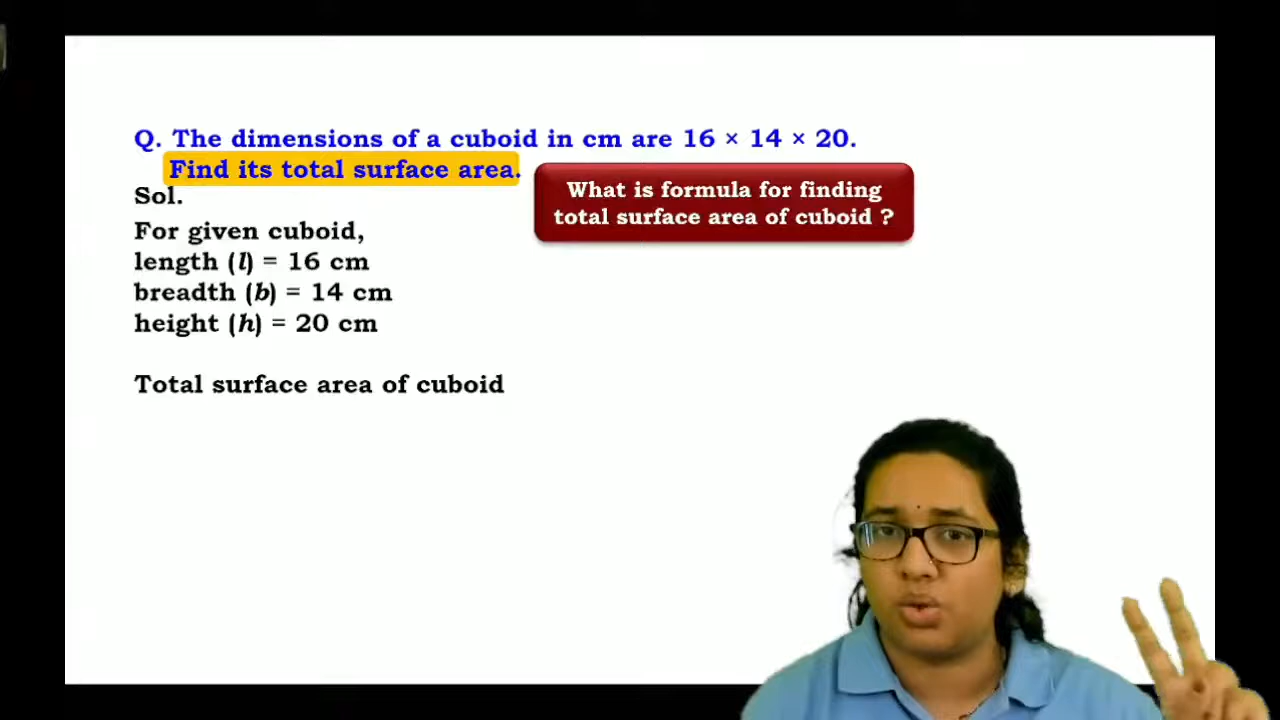 Q. The dimensions of a cuboid in cm are 16 × 14 × 20.
Find its total surface area.
Sol.
What is formula for finding
total surface area of cuboid ?
For given cuboid,
length (l) = 16 cm
breadth (b) = 14 cm
height (h) = 20 cm
Total surface area of cuboid